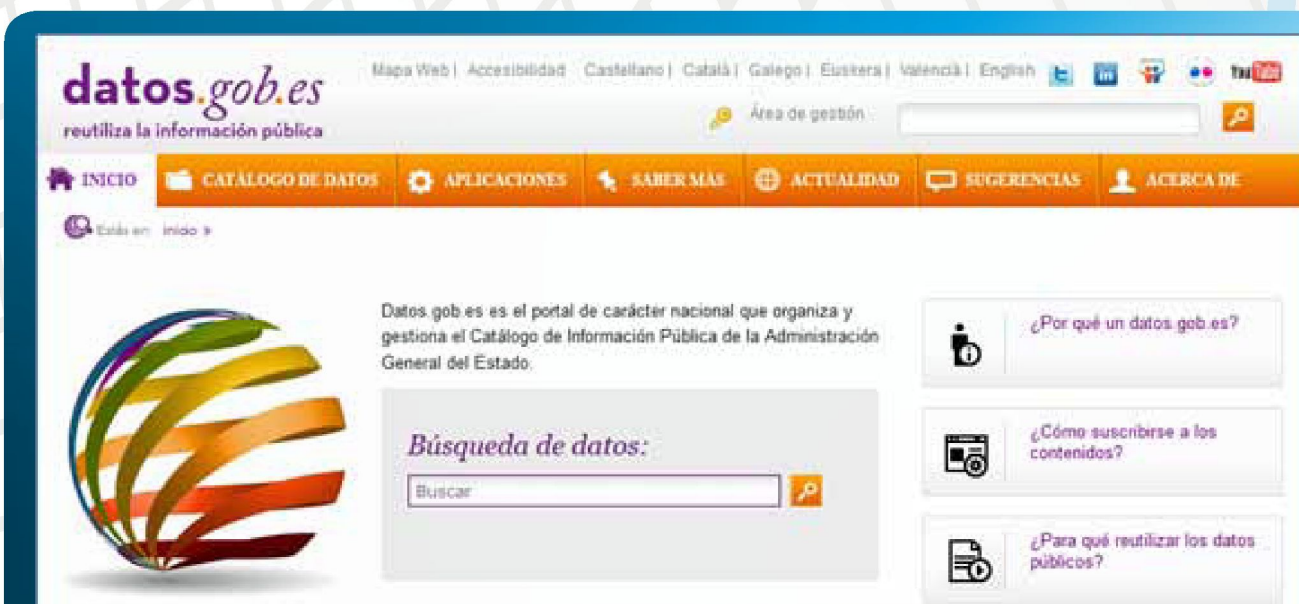 datos.gob.es
reutiliza la información pública
Mapa Web | Accesibilidad Castellano | Català | Galego | Euskera | Valencià | English
You Tube
Área de gestión
INICIO CATÁLOGO DE DATOS APLICACIONES SABER MÁS ACTUALIDAD SUGERENCIAS ACERCA DE
Estás en: inicio »
Datos.gob.es es el portal de carácter nacional que organiza y
gestiona el Catálogo de Información Pública de la Administración
General del Estado.
Búsqueda de datos:
Buscar
¿Por qué un datos.gob.es?
¿Cómo suscribirse a los
contenidos?
¿Para qué reutilizar los datos
públicos?